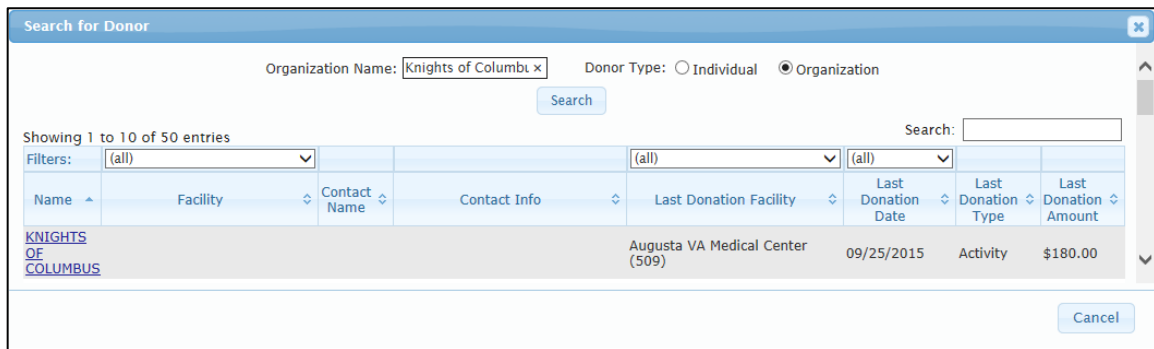 Search for Donor
Organization Name: Knights of Columbu × Donor Type: Individual Organization
Search
Showing 1 to 10 of 50 entries Search:
Filters: (all) (all) (all)
Name Facility Contact Name Contact Info Last Donation Facility Last Donation Date Last Donation Type Last Donation Amount
KNIGHTS
OF
COLUMBUS
Augusta VA Medical Center
(509)
09/25/2015 Activity $180.00
Cancel